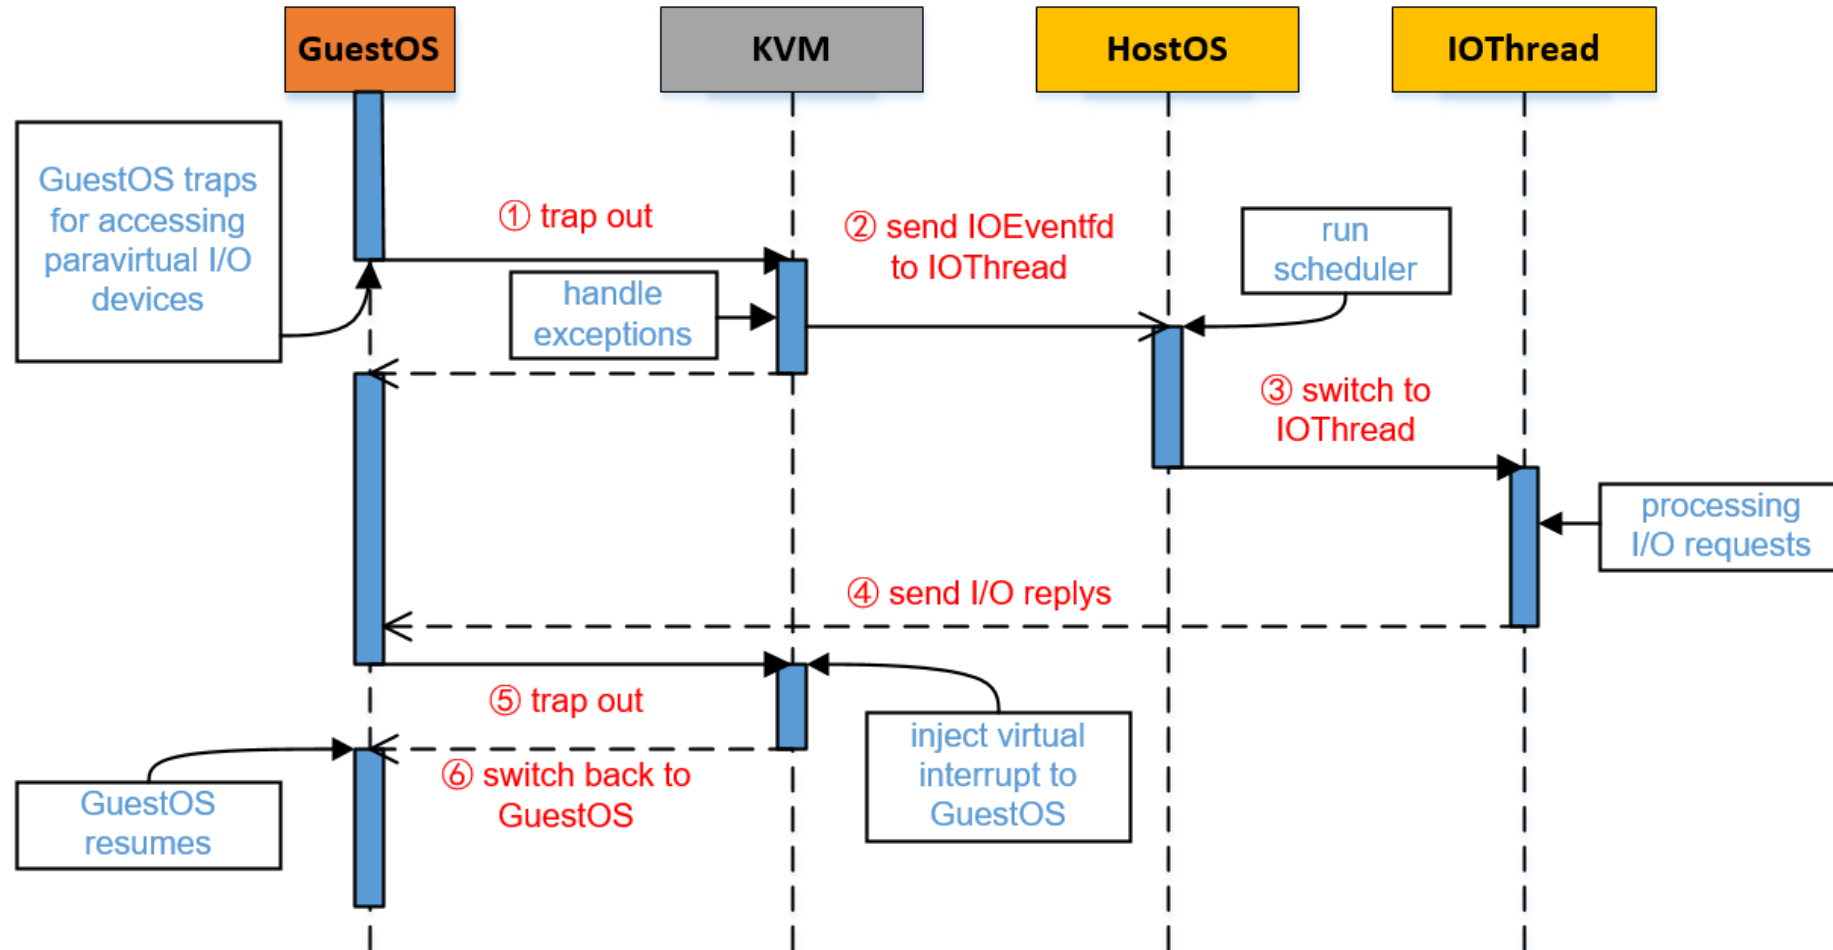 GuestOS
KVM
HostOS
IOThread
GuestOS traps
for accessing
paravirtual I/O
devices
① trap out
② send IOEventfd
to IOThread
run
scheduler
handle
exceptions
③ switch to
IOThread
processing
I/O requests
④ send I/O replys
⑤ trap out
inject virtual
interrupt to
GuestOS
⑥ switch back to
GuestOS
GuestOS
resumes